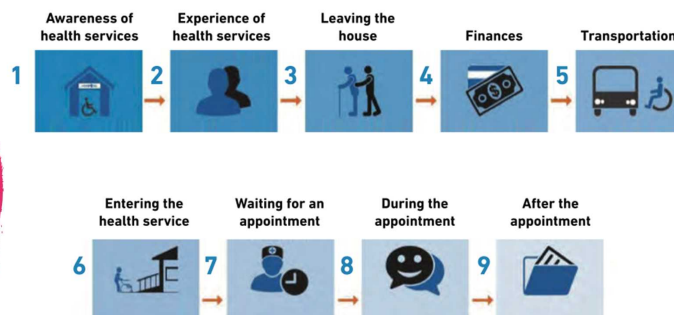 Awareness of
health services
Experience of
health services
Leaving the
house
Finances
Transportation
1
2
3
4
5
Entering the
health service
Waiting for an
appointment
During the
appointment
After the
appointment
6
7
8
9